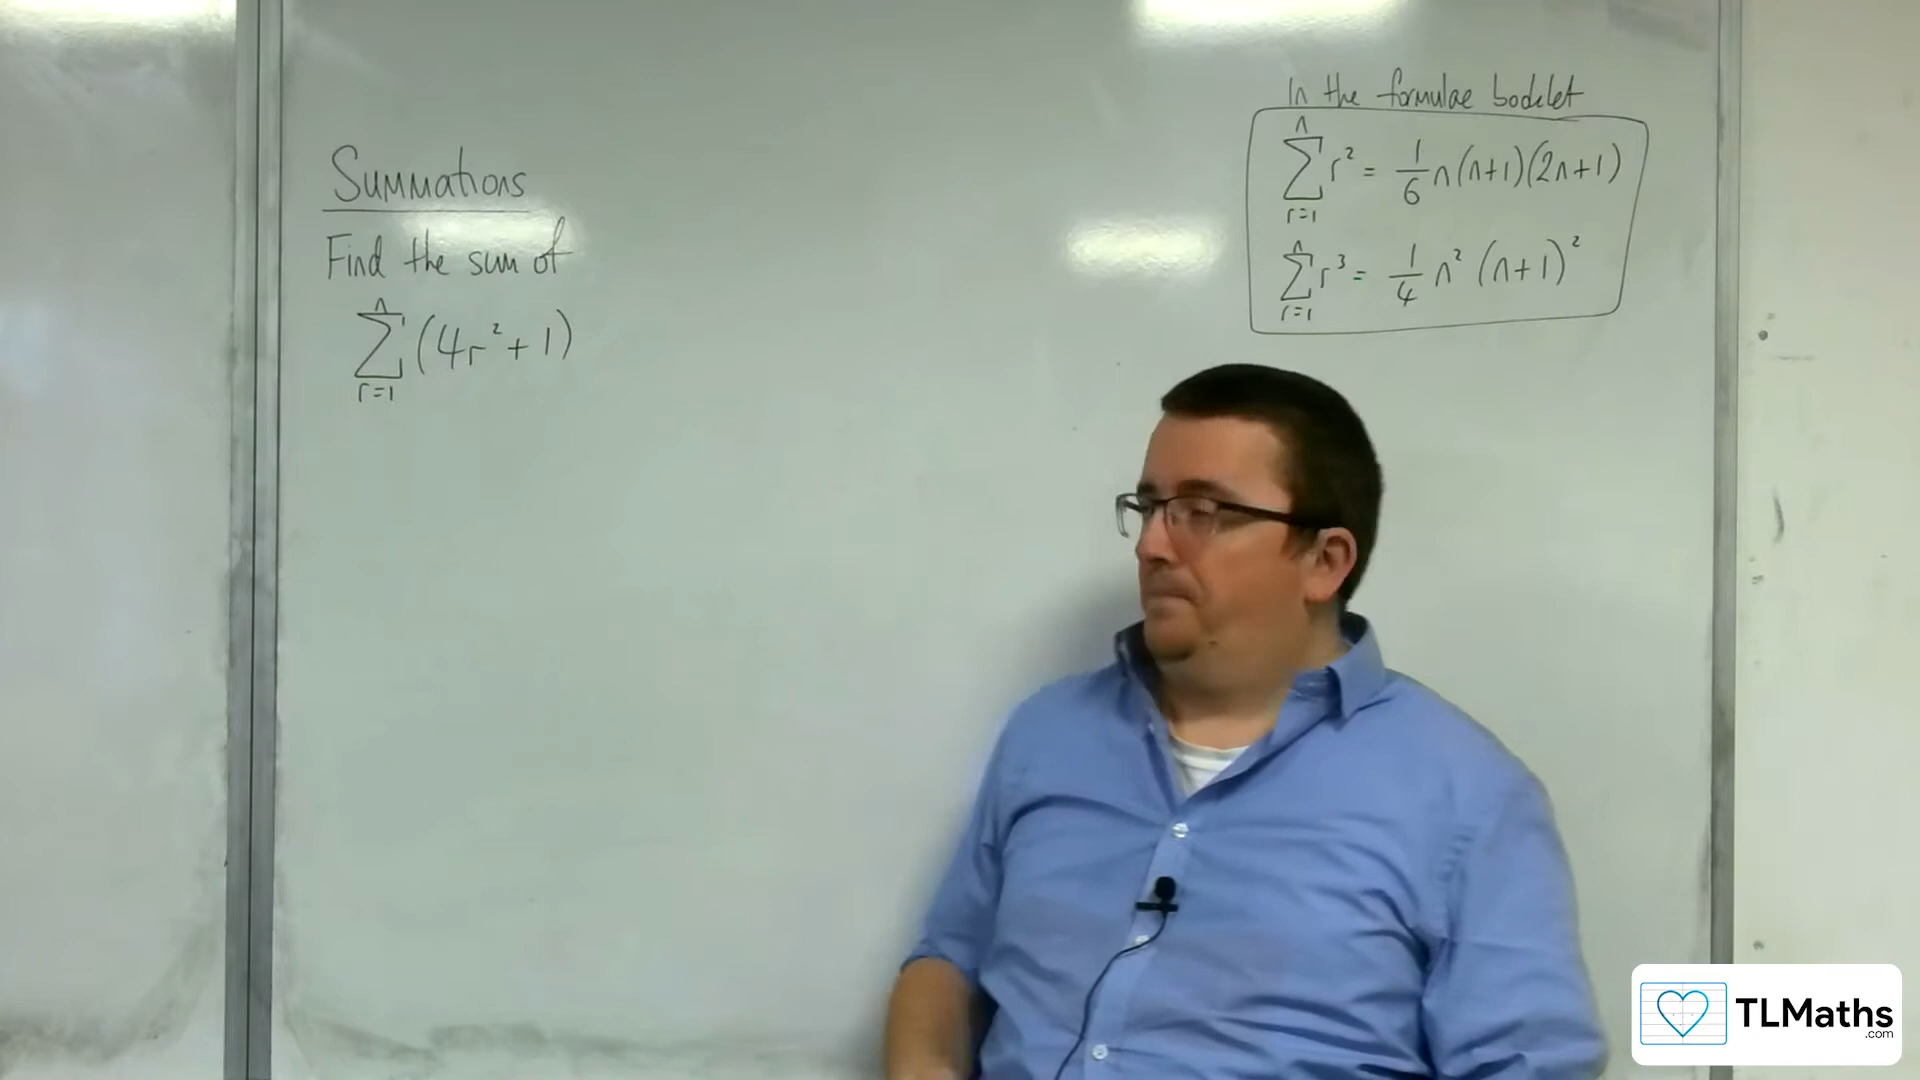 Summations
Find the sum of
n
∑ (4r²+1)
r=1
In the formulae booklet
n
∑ r² = 1/6 n(n+1)(2n+1)
r=1
n
∑ r³ = 1/4 n² (n+1)²
r=1
TLMaths
.com